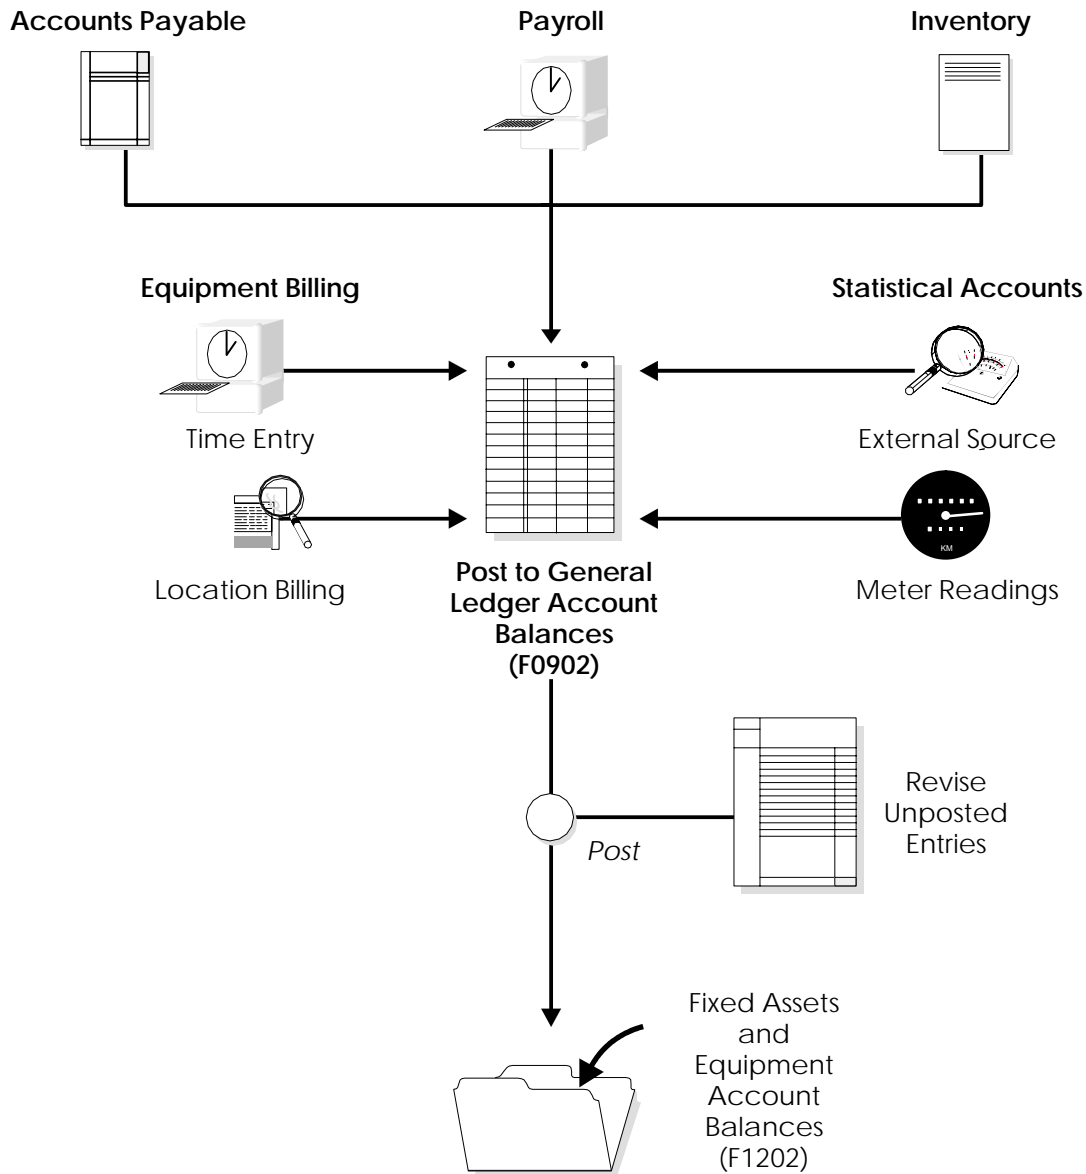 Accounts Payable
Payroll
Inventory
Equipment Billing
Statistical Accounts
Time Entry
External Source
Location Billing
KM
Meter Readings
Post to General
Ledger Account
Balances
(F0902)
Revise
Unposted
Entries
Post
Fixed Assets
and
Equipment
Account
Balances
(F1202)